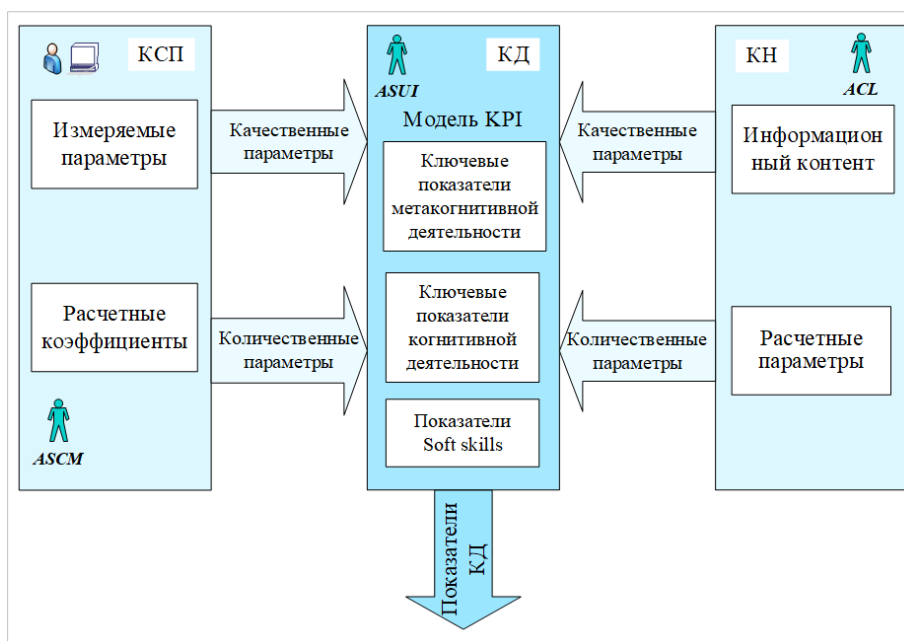 КСП
Измеряемые
параметры
Расчетные
коэффициенты
ASCM
Качественные
параметры
Количественные
параметры
КД
ASUI
Модель KPI
Ключевые
показатели
метакогнитивной
деятельности
Ключевые
показатели
когнитивной
деятельности
Показатели
Soft skills
Показатели
КД
Качественные
параметры
Количественные
параметры
КН
ACL
Информацион
ный контент
Расчетные
параметры